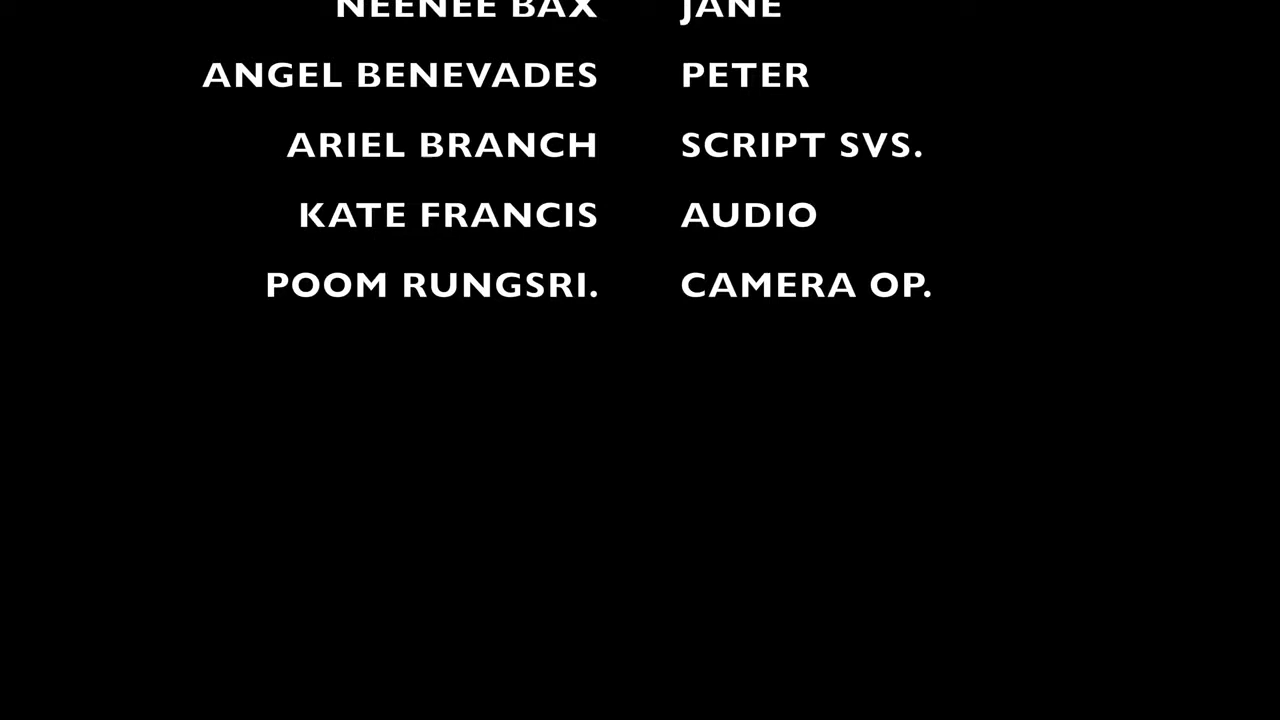 NEENEE BAX JANE
ANGEL BENEVADES PETER
ARIEL BRANCH SCRIPT SVS.
KATE FRANCIS AUDIO
POOM RUNGSRI. CAMERA OP.